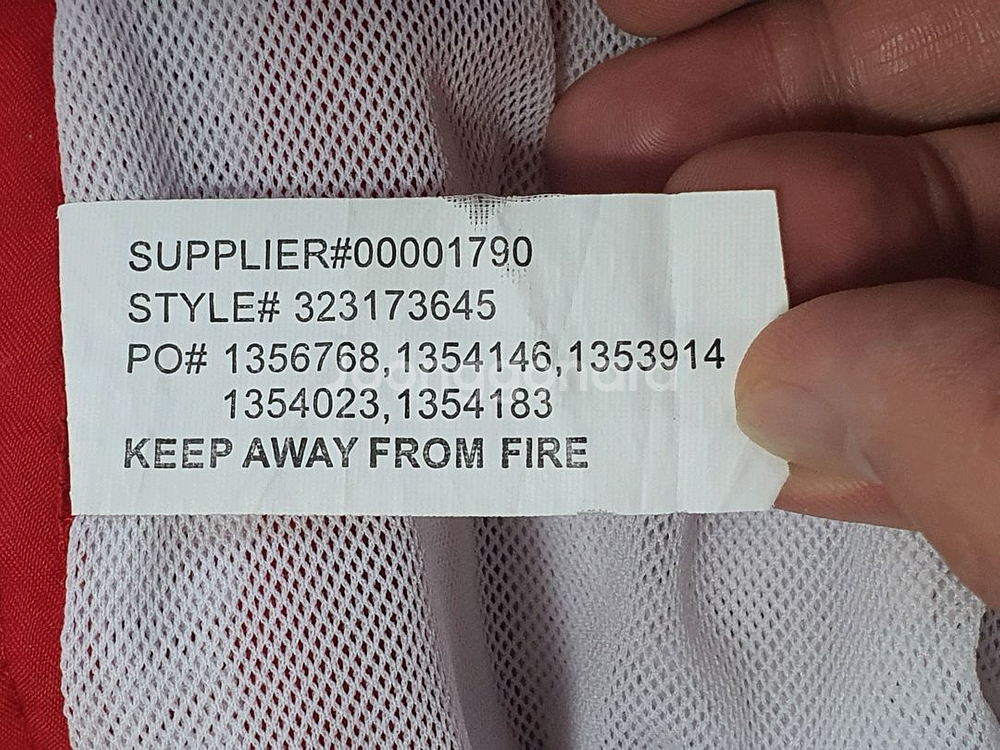 SUPPLIER#00001790
STYLE# 323173645
PO# 1356768,1354146,1353914
1354023,1354183
KEEP AWAY FROM FIRE